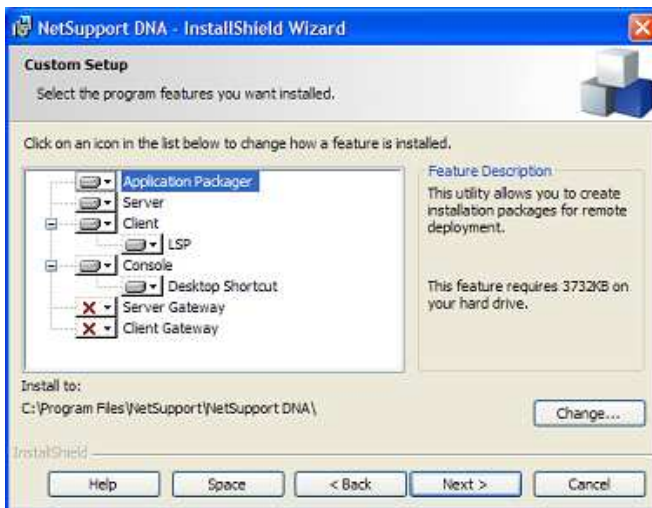 NetSupport DNA - InstallShield Wizard
Custom Setup
Select the program features you want installed.
Click on an icon in the list below to change how a feature is installed.
Application Packager
Server
Client
LSP
Console
Desktop Shortcut
Server Gateway
Client Gateway
Feature Description
This utility allows you to create
installation packages for remote
deployment.
This feature requires 3732KB on
your hard drive.
Install to:
C:\Program Files\NetSupport\NetSupport DNA\
Change...
InstallShield
Help
Space
< Back
Next >
Cancel